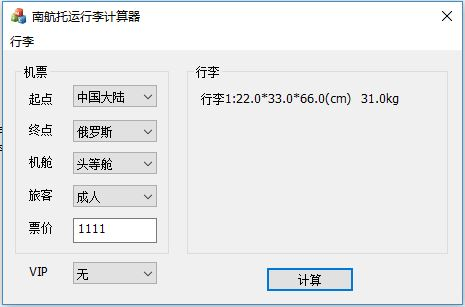 南航托运行李计算器
行李
机票
起点 中国大陆
终点 俄罗斯
机舱 头等舱
旅客 成人
票价 1111
VIP 无
行李
行李1:22.0*33.0*66.0(cm) 31.0kg
计算